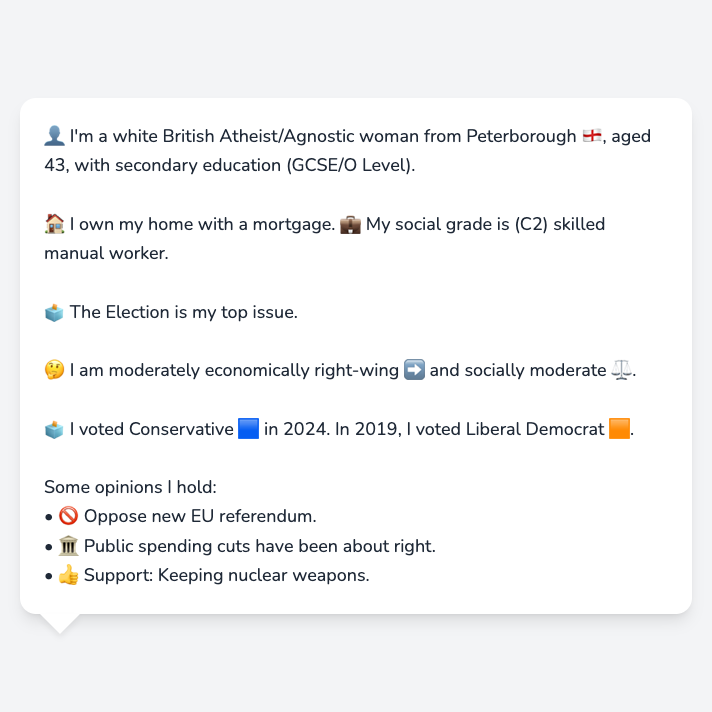 👤 I'm a white British Atheist/Agnostic woman from Peterborough 🏴󠁧󠁢󠁥󠁮󠁧󠁿, aged
43, with secondary education (GCSE/O Level).
🏠 I own my home with a mortgage. 💼 My social grade is (C2) skilled
manual worker.
🗳️ The Election is my top issue.
🤔 I am moderately economically right-wing ➡️ and socially moderate ⚖️.
🗳️ I voted Conservative 🟦 in 2024. In 2019, I voted Liberal Democrat 🟧.
Some opinions I hold:
• 🚫 Oppose new EU referendum.
• 🏛️ Public spending cuts have been about right.
• 👍 Support: Keeping nuclear weapons.